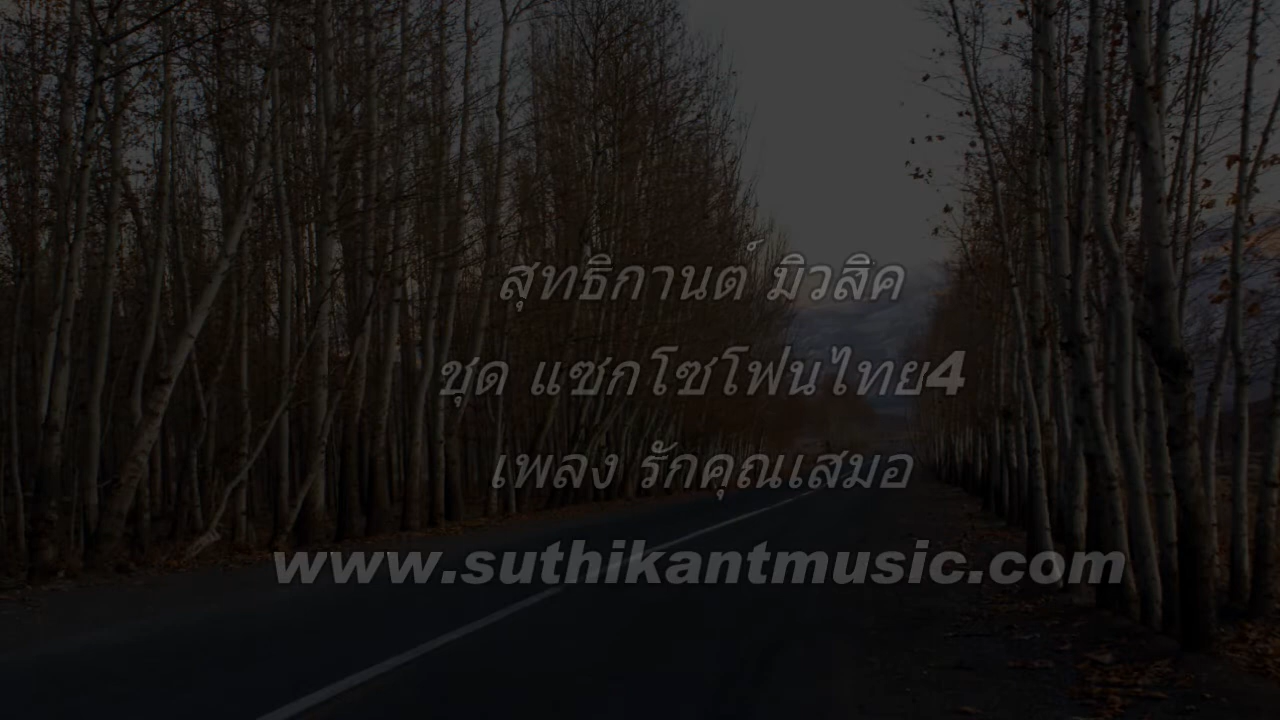 สุทธิกานต์ มิวสิค
ชุด แซกโซโฟนไทย4
เพลง รักคุณเสมอ
www.suthikantmusic.com